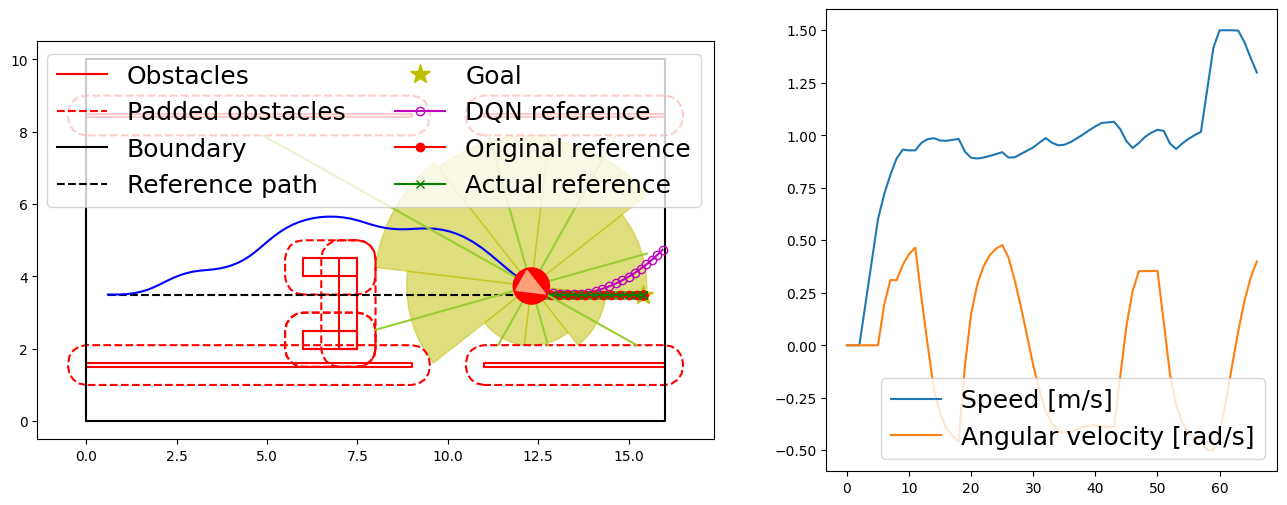 10
8
6
4
2
0
0.0 2.5 5.0 7.5 10.0 12.5 15.0
Obstacles
Padded obstacles
Boundary
Reference path
Goal
DQN reference
Original reference
Actual reference
1.50
1.25
1.00
0.75
0.50
0.25
0.00
−0.25
−0.50
0 10 20 30 40 50 60
Speed [m/s]
Angular velocity [rad/s]